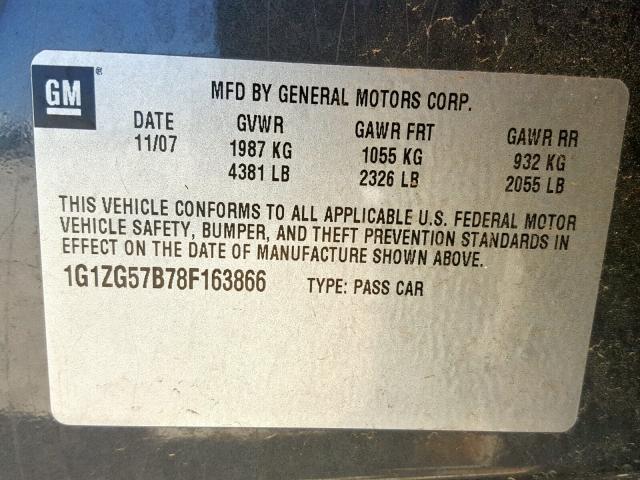 GM ®
MFD BY GENERAL MOTORS CORP.
DATE GVWR GAWR FRT GAWR RR
11/07 1987 KG 1055 KG 932 KG
4381 LB 2326 LB 2055 LB
THIS VEHICLE CONFORMS TO ALL APPLICABLE U.S. FEDERAL MOTOR
VEHICLE SAFETY, BUMPER, AND THEFT PREVENTION STANDARDS IN
EFFECT ON THE DATE OF MANUFACTURE SHOWN ABOVE.
1G1ZG57B78F163866 TYPE: PASS CAR